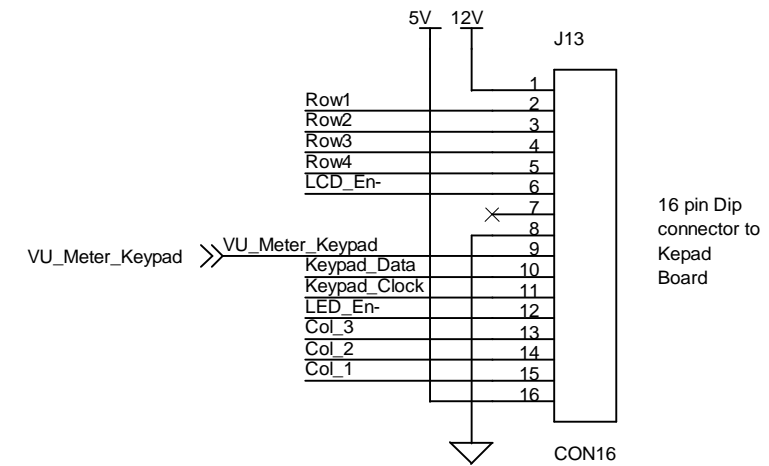 5V 12V
J13
1
Row1 2
Row2 3
Row3 4
Row4 5
LCD_En- 6
7
8
VU_Meter_Keypad VU_Meter_Keypad 9
Keypad_Data 10
Keypad_Clock 11
LED_En- 12
Col_3 13
Col_2 14
Col_1 15
16
16 pin Dip
connector to
Kepad
Board
CON16